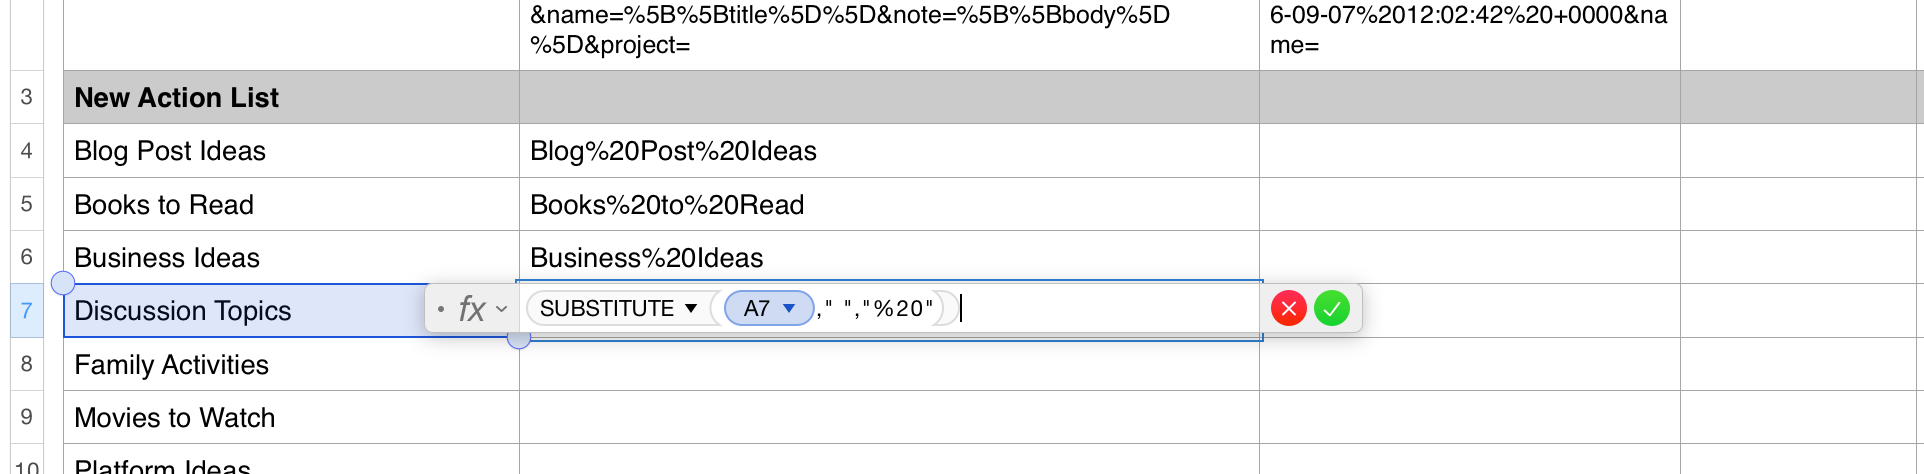 &name=%5B%5Btitle%5D%5D&note=%5B%5Bbody%5D
%5D&project=
6-09-07%2012:02:42%20+0000&na
me=
3 New Action List
4 Blog Post Ideas Blog%20Post%20Ideas
5 Books to Read Books%20to%20Read
6 Business Ideas Business%20Ideas
7 Discussion Topics fx SUBSTITUTE ( A7 ," ","%20" )
8 Family Activities
9 Movies to Watch
10 Platform Ideas